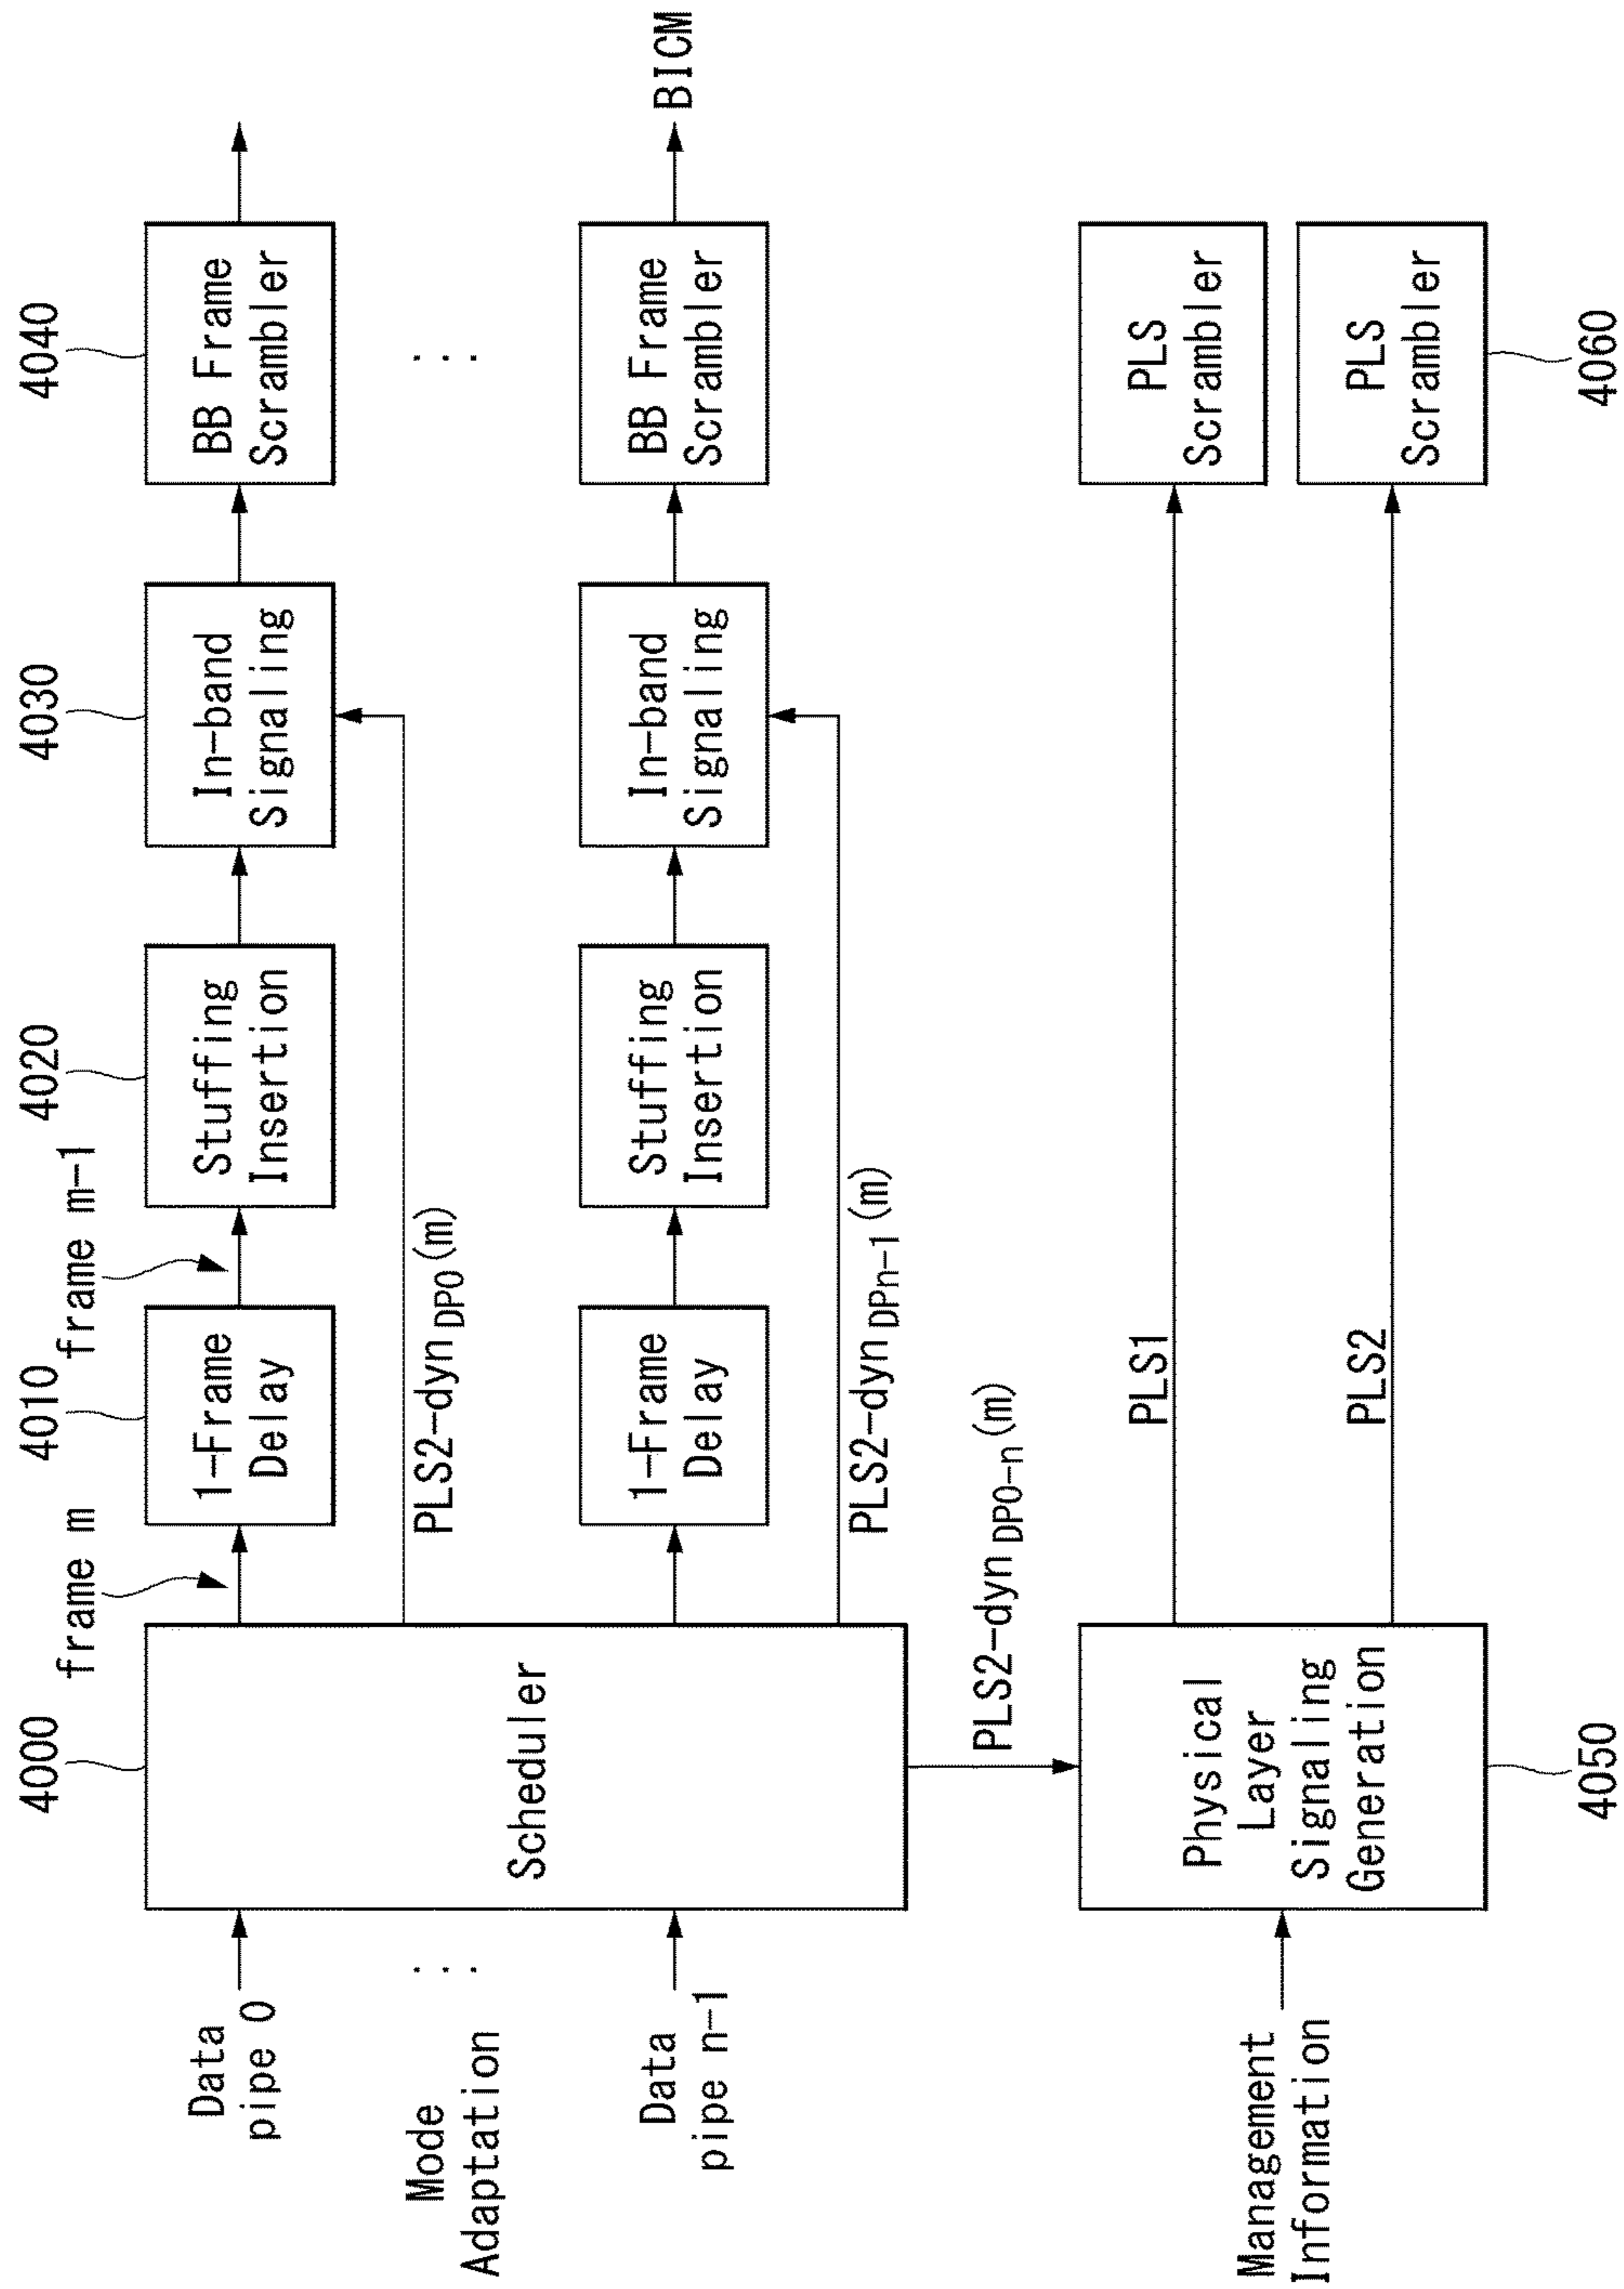 4000
frame m
4010
frame m-1
4020
4030
4040
Data
pipe 0
1-Frame
Delay
Stuffing
Insertion
In-band
Signaling
BB Frame
Scrambler
Mode
Adaptation
...
Scheduler
PLS2-dyn DP0 (m)
...
Data
pipe n-1
1-Frame
Delay
Stuffing
Insertion
In-band
Signaling
BB Frame
Scrambler
BICM
PLS2-dyn DPn-1 (m)
PLS2-dyn DP0-n (m)
Management
Information
Physical
Layer
Signaling
Generation
PLS1
PLS
Scrambler
PLS2
PLS
Scrambler
4050
4060